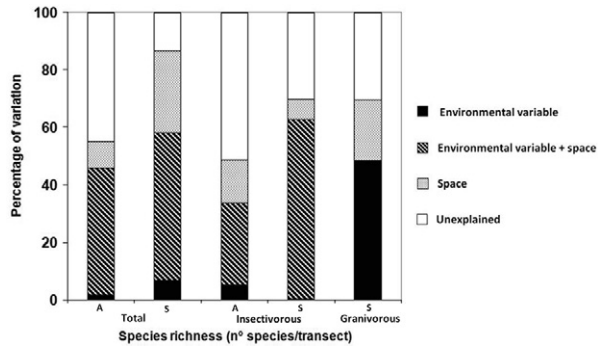 100
80
60
40
20
0
Percentage of variation
A S A S S
Total Insectivorous Granivorous
Species richness (nº species/transect)
Environmental variable
Environmental variable + space
Space
Unexplained